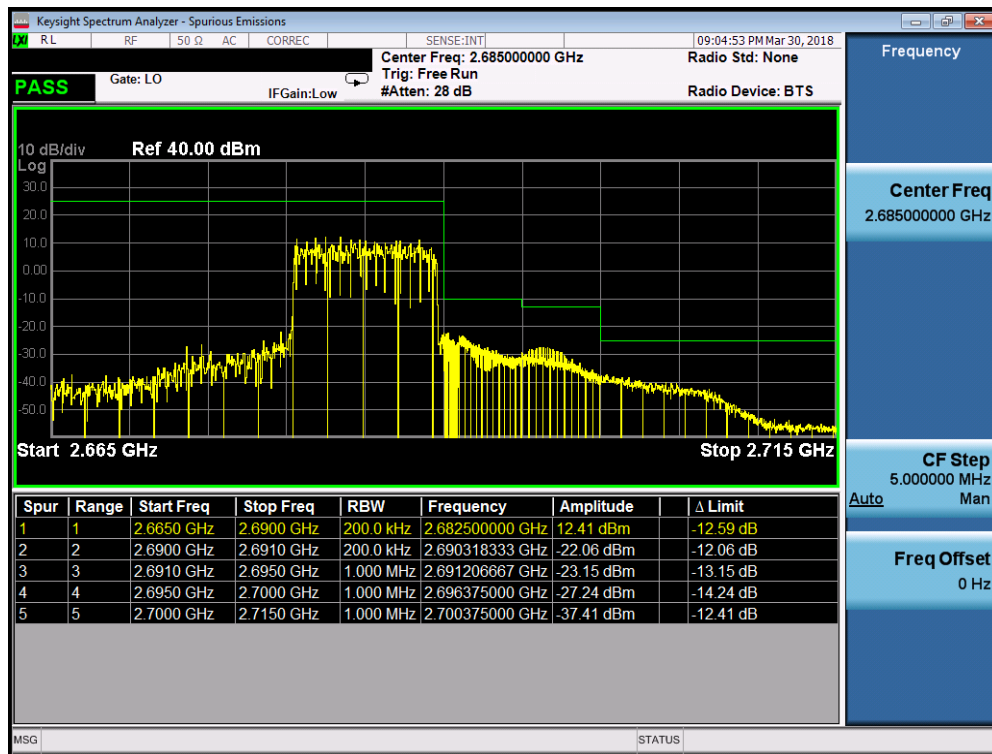 Keysight Spectrum Analyzer - Spurious Emissions
LXI RL RF 50 Ω AC CORREC SENSE:INT 09:04:53 PM Mar 30, 2018
Center Freq: 2.685000000 GHz Radio Std: None
Gate: LO Trig: Free Run
PASS IFGain:Low #Atten: 28 dB Radio Device: BTS
10 dB/div Ref 40.00 dBm
Log
30.0
20.0
10.0
0.00
-10.0
-20.0
-30.0
-40.0
-50.0
Start 2.665 GHz Stop 2.715 GHz
Spur Range Start Freq Stop Freq RBW Frequency Amplitude Δ Limit
1 1 2.6650 GHz 2.6900 GHz 200.0 kHz 2.682500000 GHz 12.41 dBm -12.59 dB
2 2 2.6900 GHz 2.6910 GHz 200.0 kHz 2.690318333 GHz -22.06 dBm -12.06 dB
3 3 2.6910 GHz 2.6950 GHz 1.000 MHz 2.691206667 GHz -23.15 dBm -13.15 dB
4 4 2.6950 GHz 2.7000 GHz 1.000 MHz 2.696375000 GHz -27.24 dBm -14.24 dB
5 5 2.7000 GHz 2.7150 GHz 1.000 MHz 2.700375000 GHz -37.41 dBm -12.41 dB
Frequency
Center Freq
2.685000000 GHz
CF Step
5.000000 MHz
Auto Man
Freq Offset
0 Hz
MSG STATUS